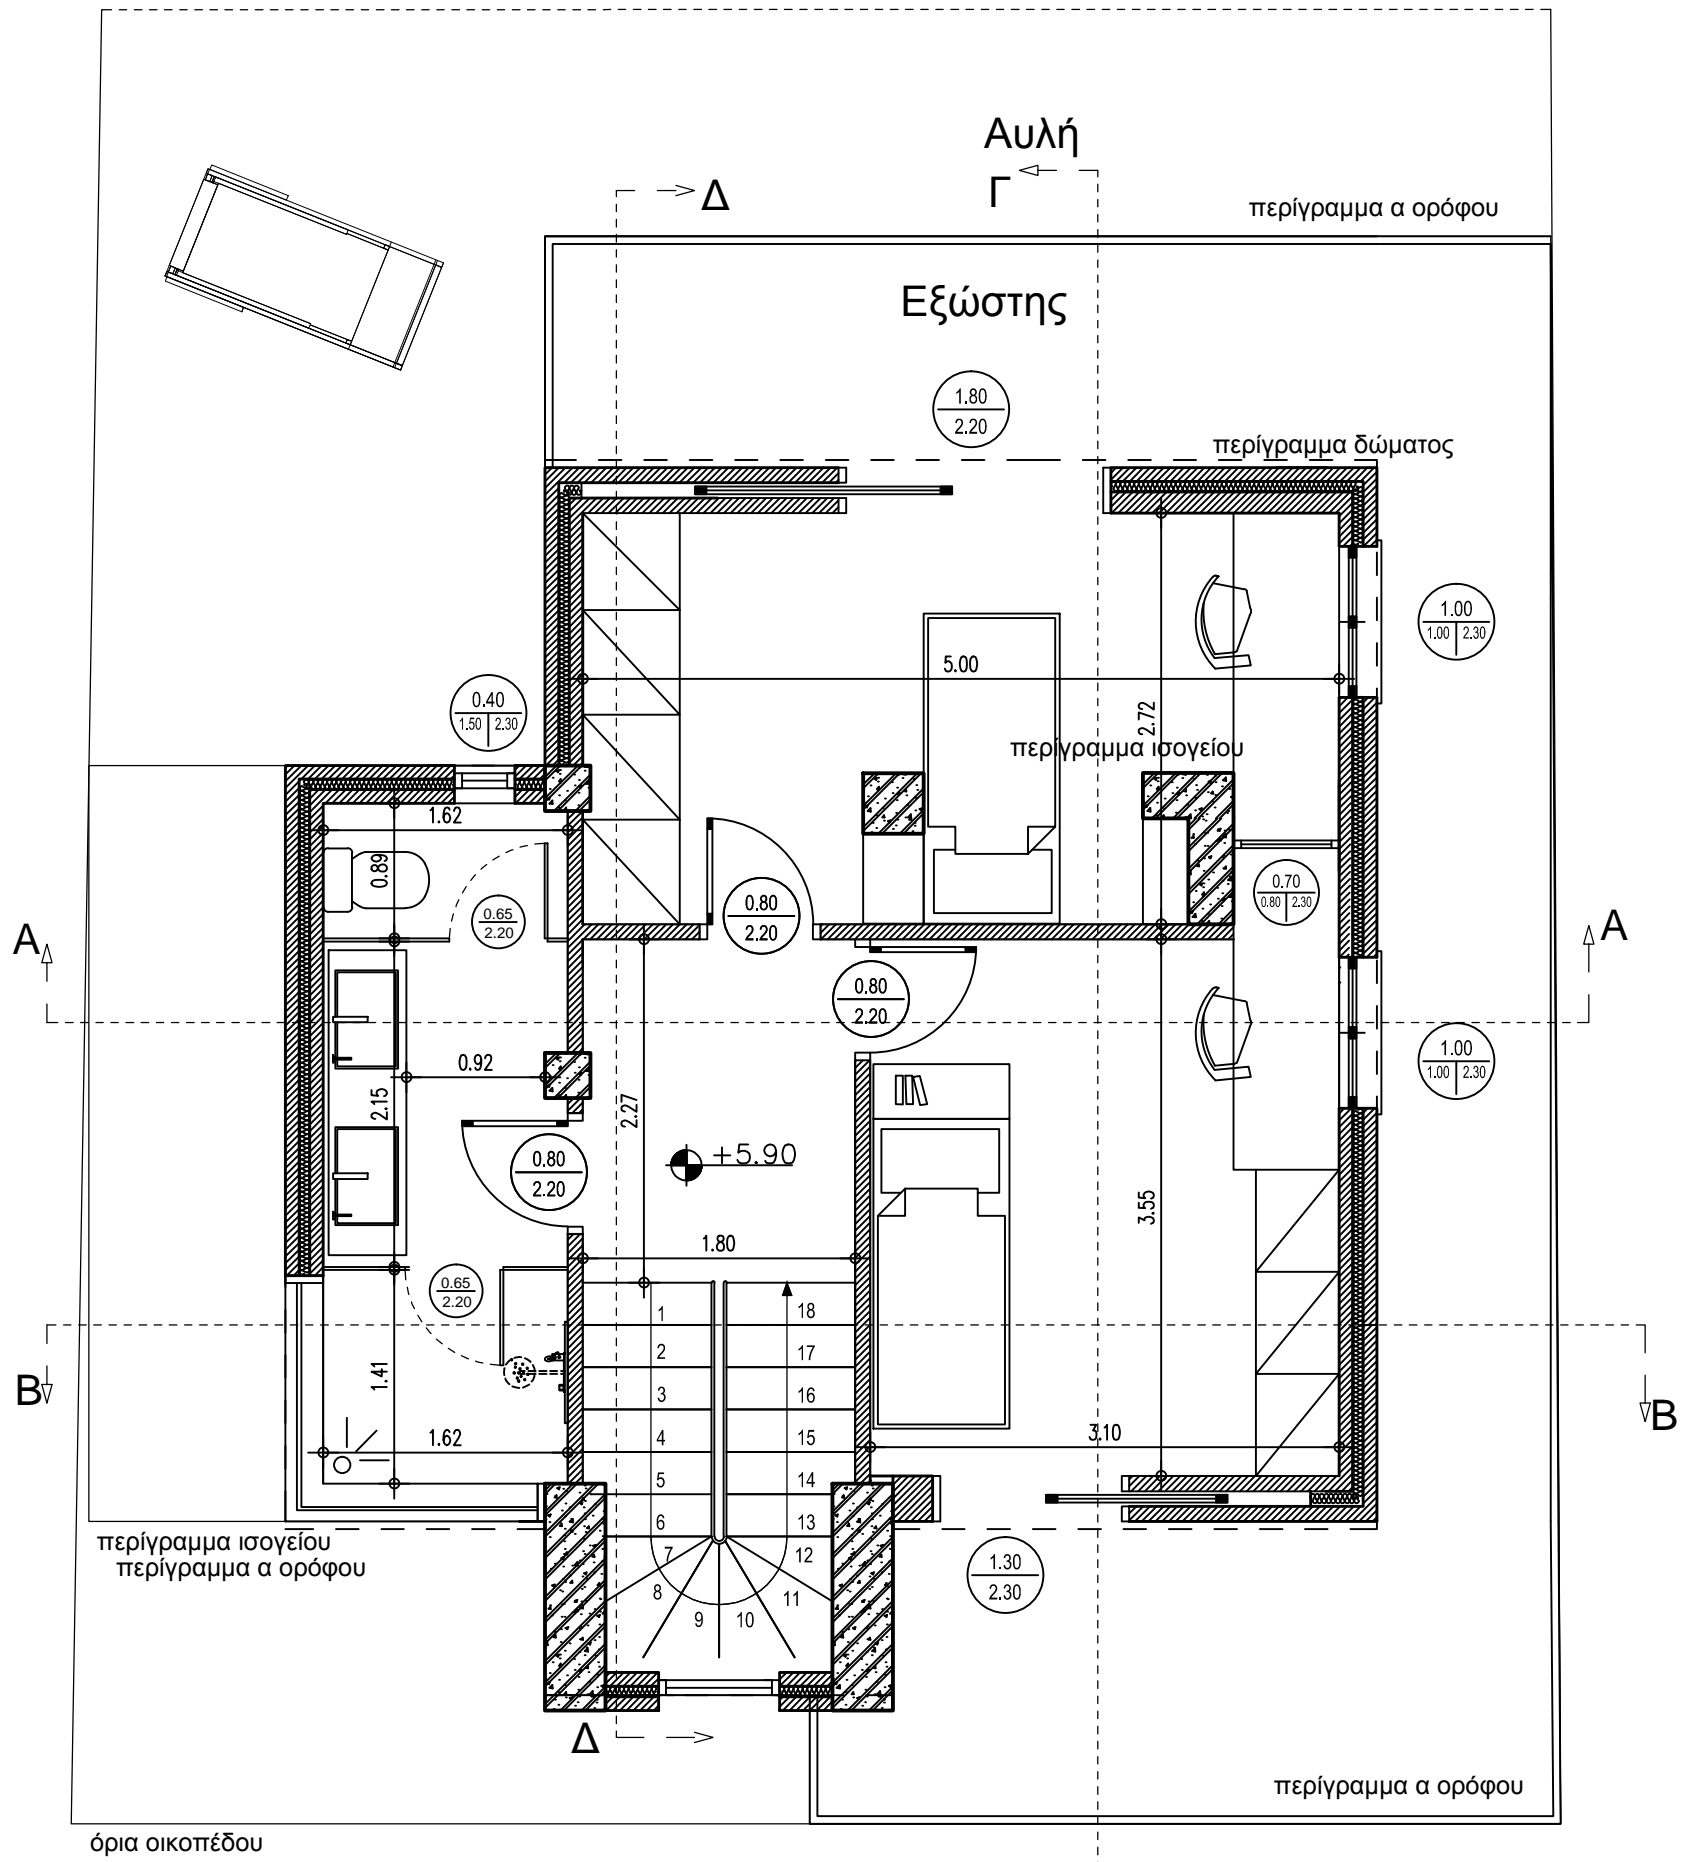 Αυλή
Δ
Γ
περίγραμμα α ορόφου
Εξώστης
1.80
2.20
περίγραμμα δώματος
1.00
1.00 2.30
5.00
0.40
1.50 2.30
2.72
περίγραμμα ισογείου
1.62
0.89
0.65
2.20
0.80
2.20
0.70
0.80 2.30
A
A
0.80
2.20
0.92
1.00
1.00 2.30
2.15
2.27
+5.90
0.80
2.20
3.55
1.80
0.65
2.20
1 18
2 17
3 16
4 15
5 14
6 13
7 12
8 11
9 10
1.41
B
B
1.62
3.10
περίγραμμα ισογείου
περίγραμμα α ορόφου
1.30
2.30
Δ
περίγραμμα α ορόφου
όρια οικοπέδου